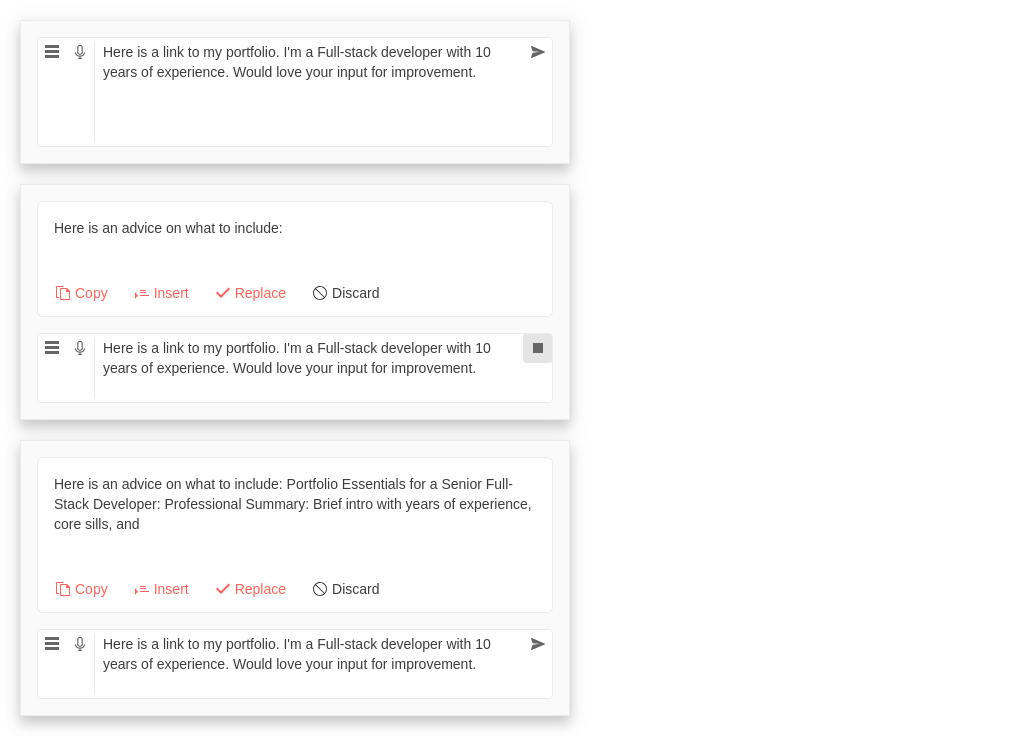 Here is a link to my portfolio. I'm a Full-stack developer with 10
years of experience. Would love your input for improvement.
Here is an advice on what to include:
Copy Insert Replace Discard
Here is a link to my portfolio. I'm a Full-stack developer with 10
years of experience. Would love your input for improvement.
Here is an advice on what to include: Portfolio Essentials for a Senior Full-
Stack Developer: Professional Summary: Brief intro with years of experience,
core sills, and
Copy Insert Replace Discard
Here is a link to my portfolio. I'm a Full-stack developer with 10
years of experience. Would love your input for improvement.